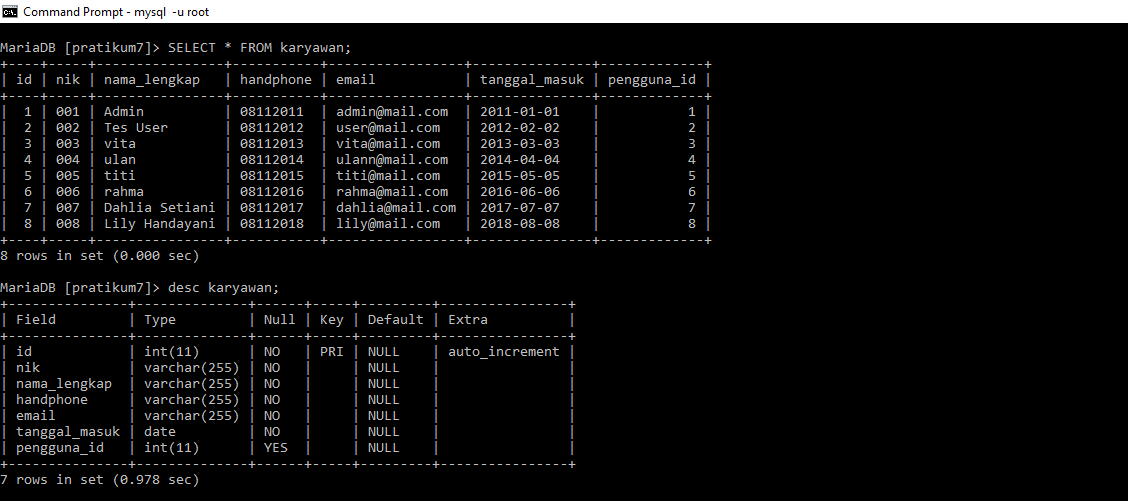 Command Prompt - mysql  -u root
MariaDB [pratikum7]> SELECT * FROM karyawan;
+----+-----+----------------+-----------+-----------------+---------------+-------------+
| id | nik | nama_lengkap   | handphone | email           | tanggal_masuk | pengguna_id |
+----+-----+----------------+-----------+-----------------+---------------+-------------+
|  1 | 001 | Admin          | 08112011  | admin@mail.com  | 2011-01-01    |           1 |
|  2 | 002 | Tes User       | 08112012  | user@mail.com   | 2012-02-02    |           2 |
|  3 | 003 | vita           | 08112013  | vita@mail.com   | 2013-03-03    |           3 |
|  4 | 004 | ulan           | 08112014  | ulann@mail.com  | 2014-04-04    |           4 |
|  5 | 005 | titi           | 08112015  | titi@mail.com   | 2015-05-05    |           5 |
|  6 | 006 | rahma          | 08112016  | rahma@mail.com  | 2016-06-06    |           6 |
|  7 | 007 | Dahlia Setiani | 08112017  | dahlia@mail.com | 2017-07-07    |           7 |
|  8 | 008 | Lily Handayani | 08112018  | lily@mail.com   | 2018-08-08    |           8 |
+----+-----+----------------+-----------+-----------------+---------------+-------------+
8 rows in set (0.000 sec)
MariaDB [pratikum7]> desc karyawan;
+---------------+--------------+------+-----+---------+----------------+
| Field         | Type         | Null | Key | Default | Extra          |
+---------------+--------------+------+-----+---------+----------------+
| id            | int(11)      | NO   | PRI | NULL    | auto_increment |
| nik           | varchar(255) | NO   |     | NULL    |                |
| nama_lengkap  | varchar(255) | NO   |     | NULL    |                |
| handphone     | varchar(255) | NO   |     | NULL    |                |
| email         | varchar(255) | NO   |     | NULL    |                |
| tanggal_masuk | date         | NO   |     | NULL    |                |
| pengguna_id   | int(11)      | YES  |     | NULL    |                |
+---------------+--------------+------+-----+---------+----------------+
7 rows in set (0.978 sec)